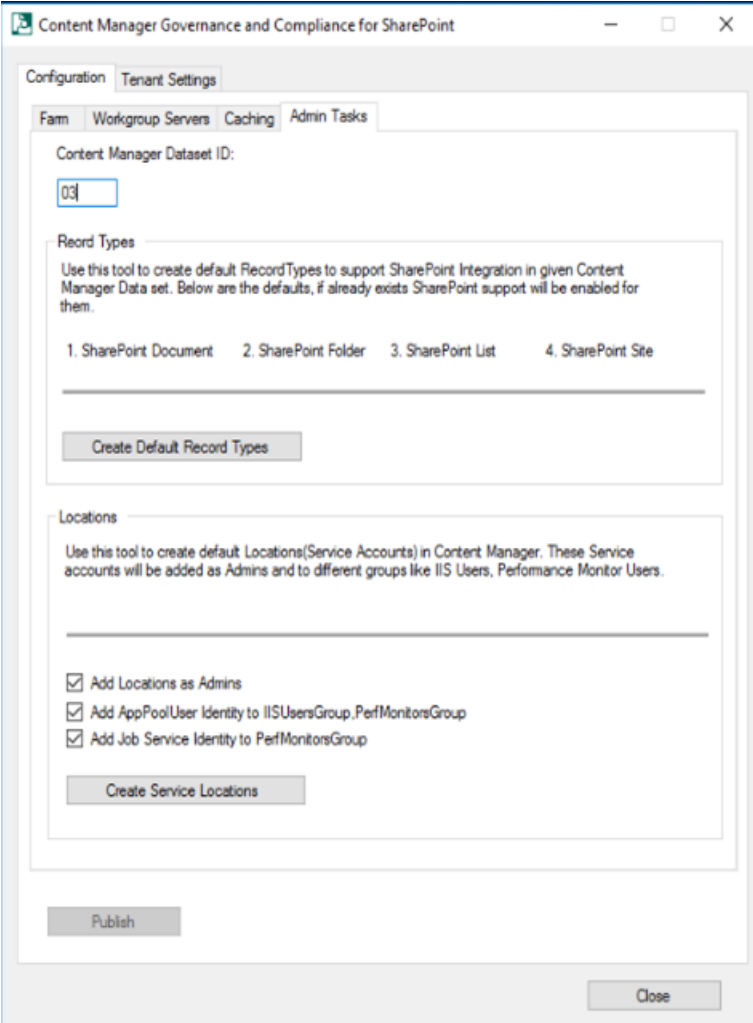 Content Manager Governance and Compliance for SharePoint
Configuration Tenant Settings
Farm Workgroup Servers Caching Admin Tasks
Content Manager Dataset ID:
03
Reord Types
Use this tool to create default RecordTypes to support SharePoint Integration in given Content
Manager Data set. Below are the defaults, if already exists SharePoint support will be enabled for
them.
1. SharePoint Document 2. SharePoint Folder 3. SharePoint List 4. SharePoint Site
Create Default Record Types
Locations
Use this tool to create default Locations(Service Accounts) in Content Manager. These Service
accounts will be added as Admins and to different groups like IIS Users, Performance Monitor Users.
Add Locations as Admins
Add AppPoolUser Identity to IISUsersGroup,PerfMonitorsGroup
Add Job Service Identity to PerfMonitorsGroup
Create Service Locations
Publish
Close